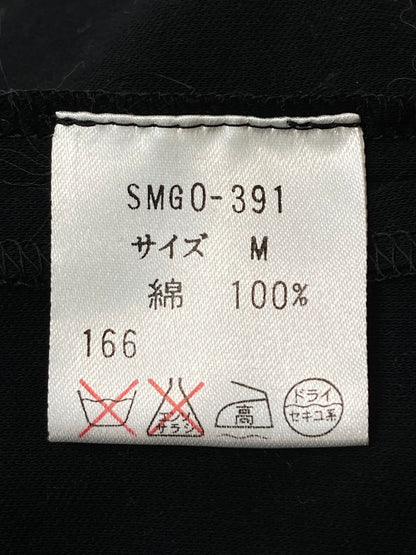 SMGO-391
サイズ M
綿 100%
166
エンソ
サラシ
高
ドライ
セキユ系